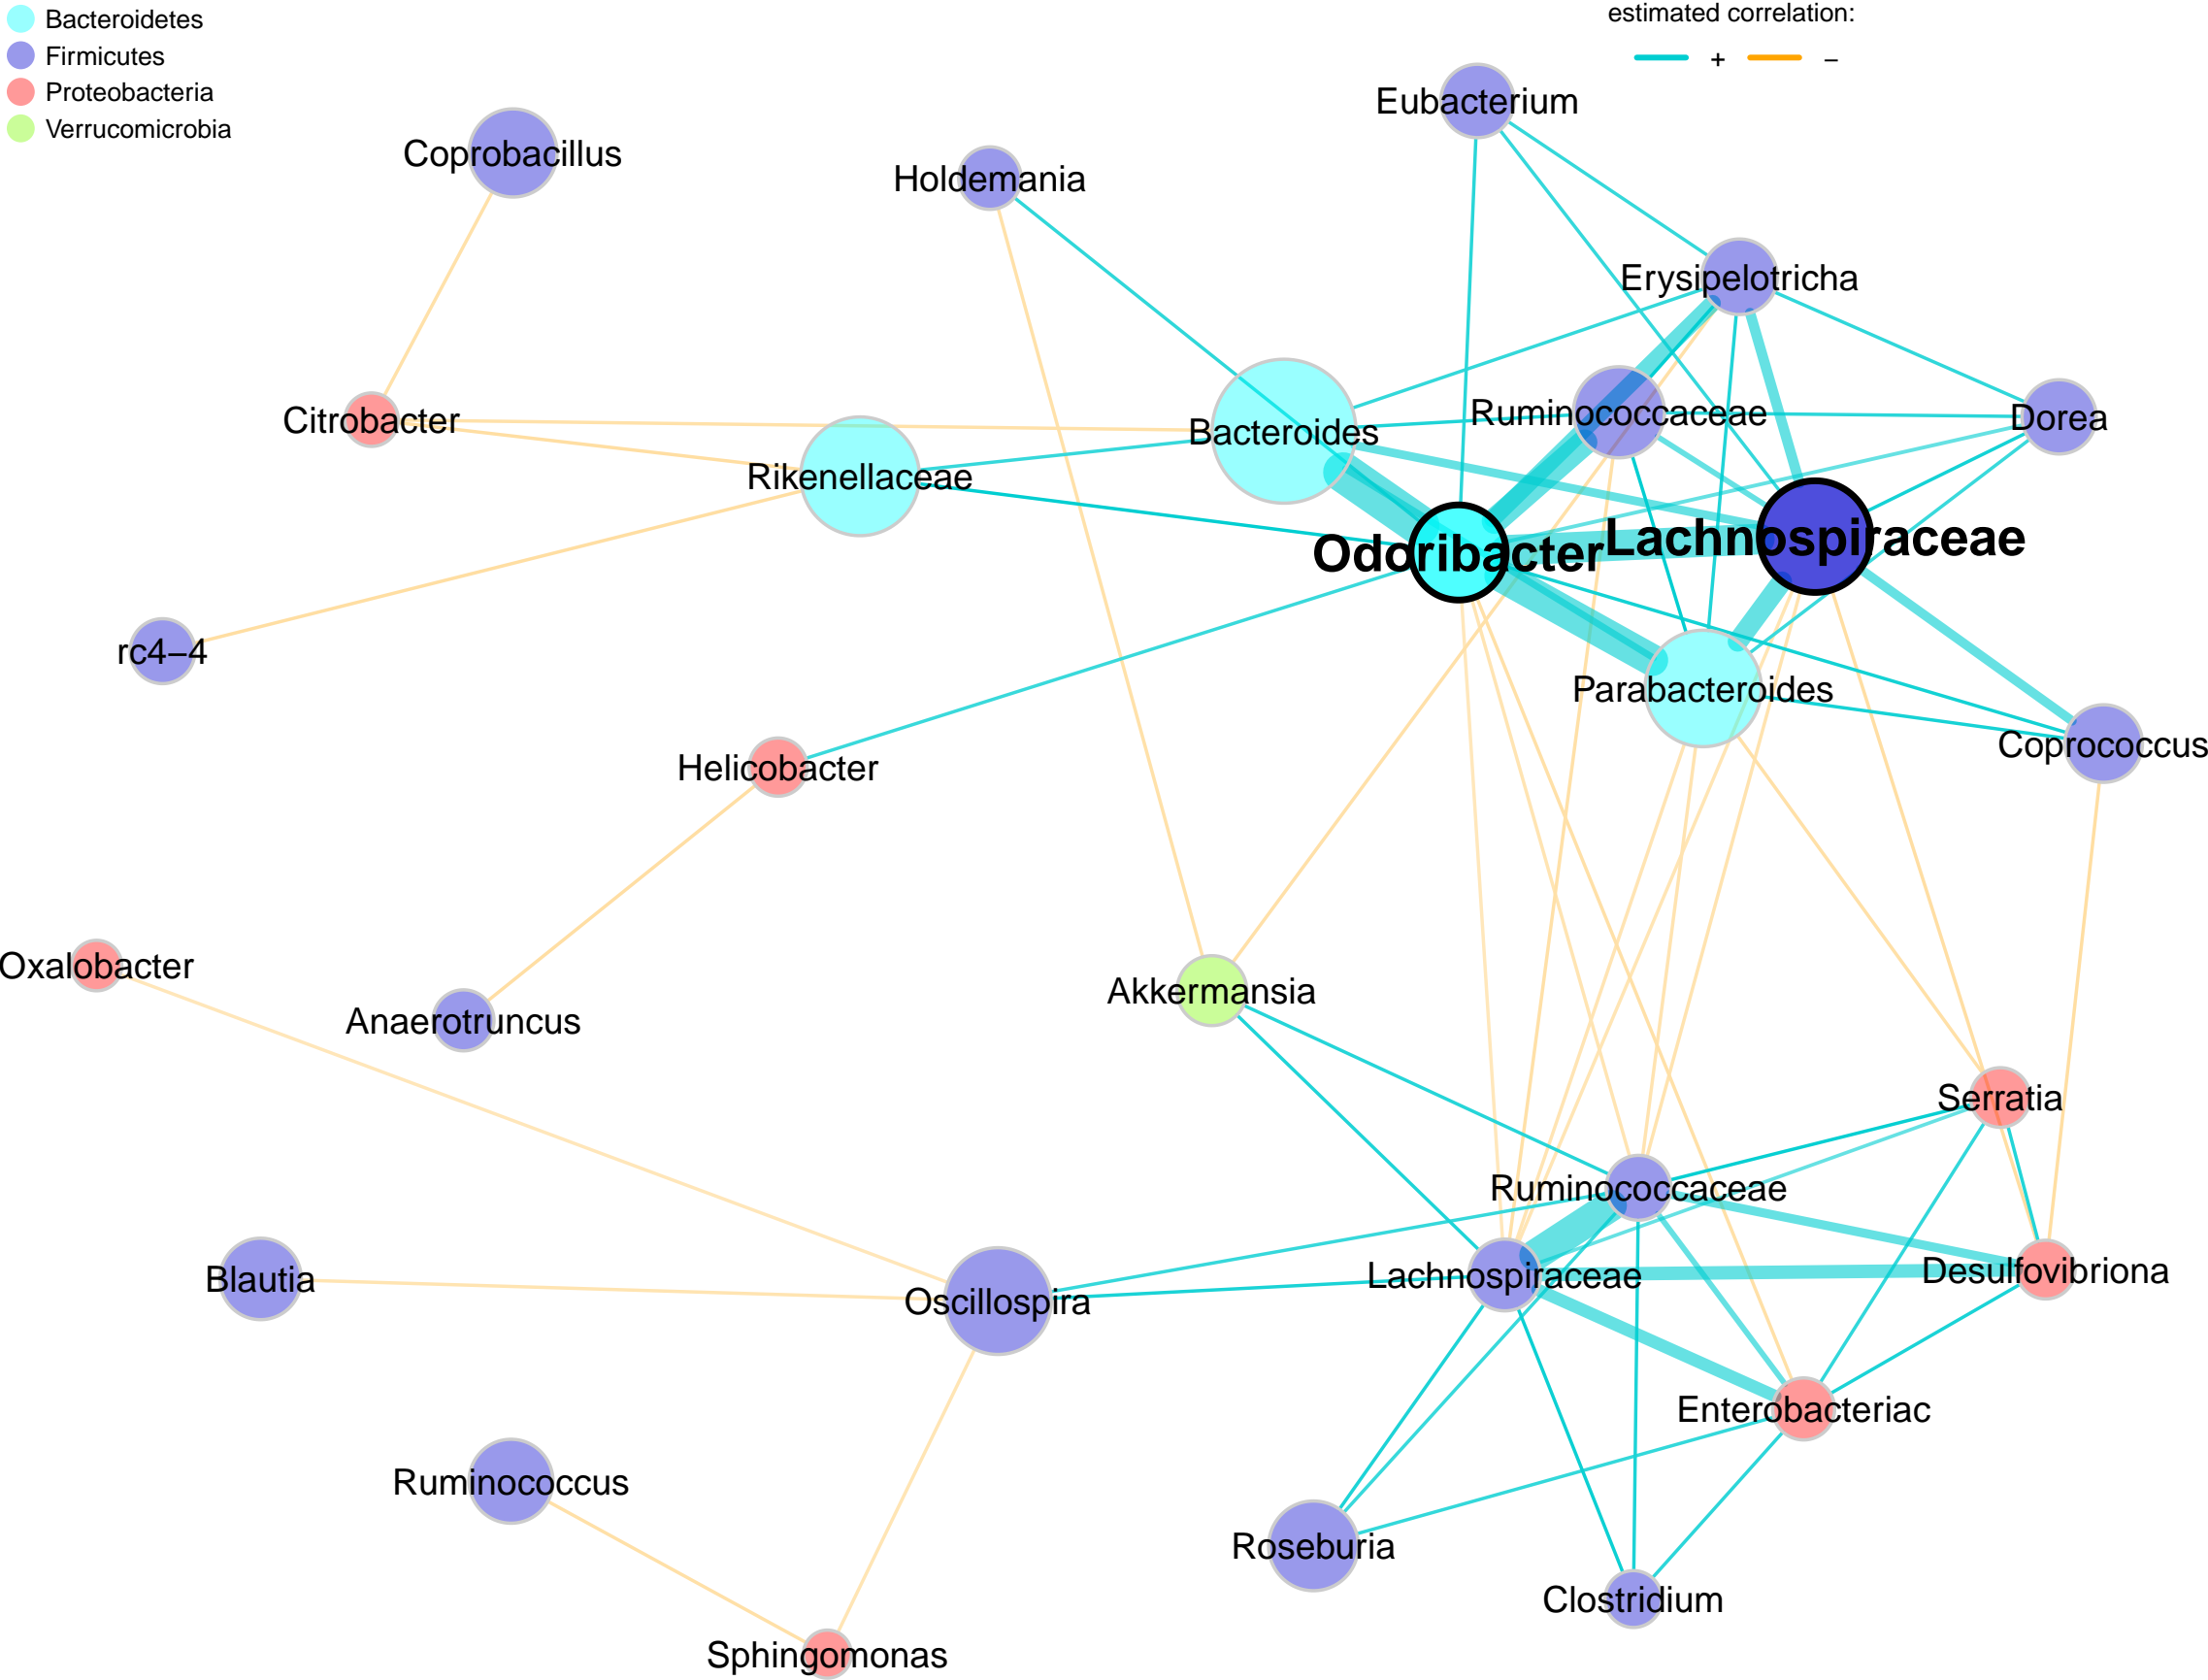 Bacteroidetes
Firmicutes
Proteobacteria
Verrucomicrobia
estimated correlation:
+ −
Eubacterium
Coprobacillus
Holdemania
Erysipelotricha
Ruminococcaceae
Dorea
Citrobacter
Bacteroides
Rikenellaceae
Odoribacter
Lachnospiraceae
rc4−4
Parabacteroides
Coprococcus
Helicobacter
Oxalobacter
Akkermansia
Anaerotruncus
Serratia
Ruminococcaceae
Desulfovibriona
Lachnospiraceae
Blautia
Oscillospira
Enterobacteriac
Ruminococcus
Roseburia
Clostridium
Sphingomonas